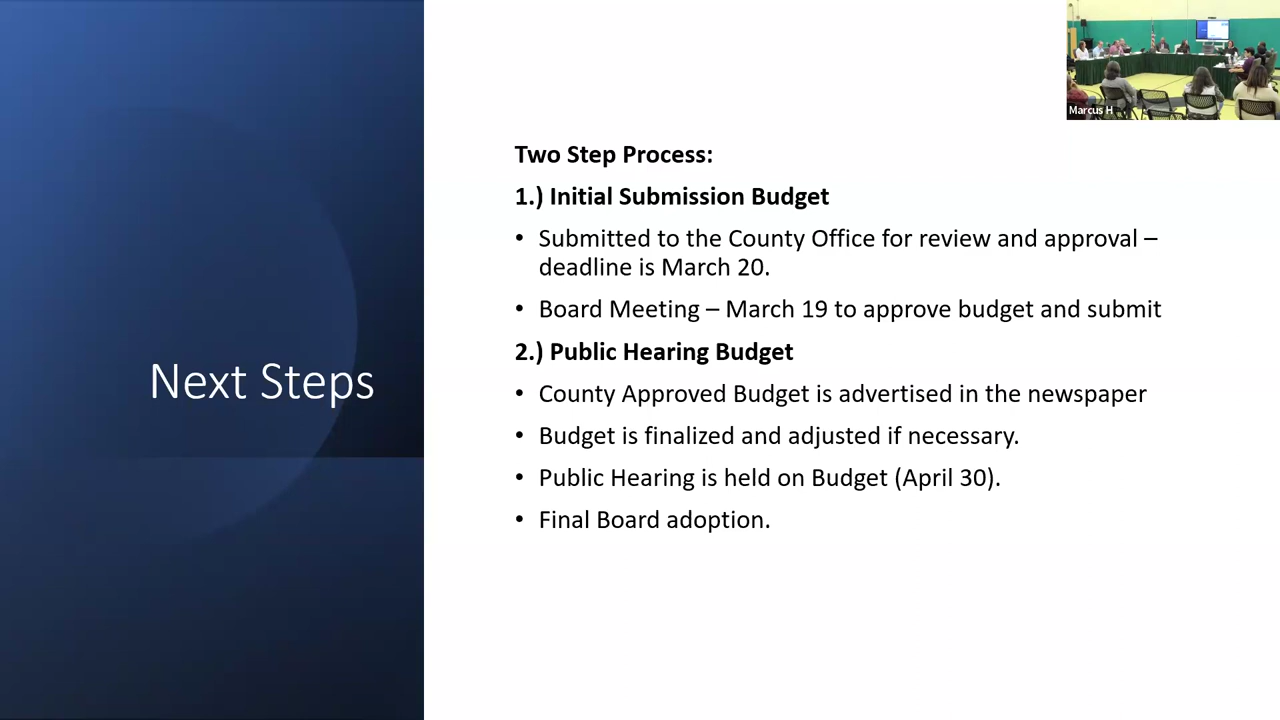 Marcus H
Next Steps
Two Step Process:
1.) Initial Submission Budget
• Submitted to the County Office for review and approval –
deadline is March 20.
• Board Meeting – March 19 to approve budget and submit
2.) Public Hearing Budget
• County Approved Budget is advertised in the newspaper
• Budget is finalized and adjusted if necessary.
• Public Hearing is held on Budget (April 30).
• Final Board adoption.